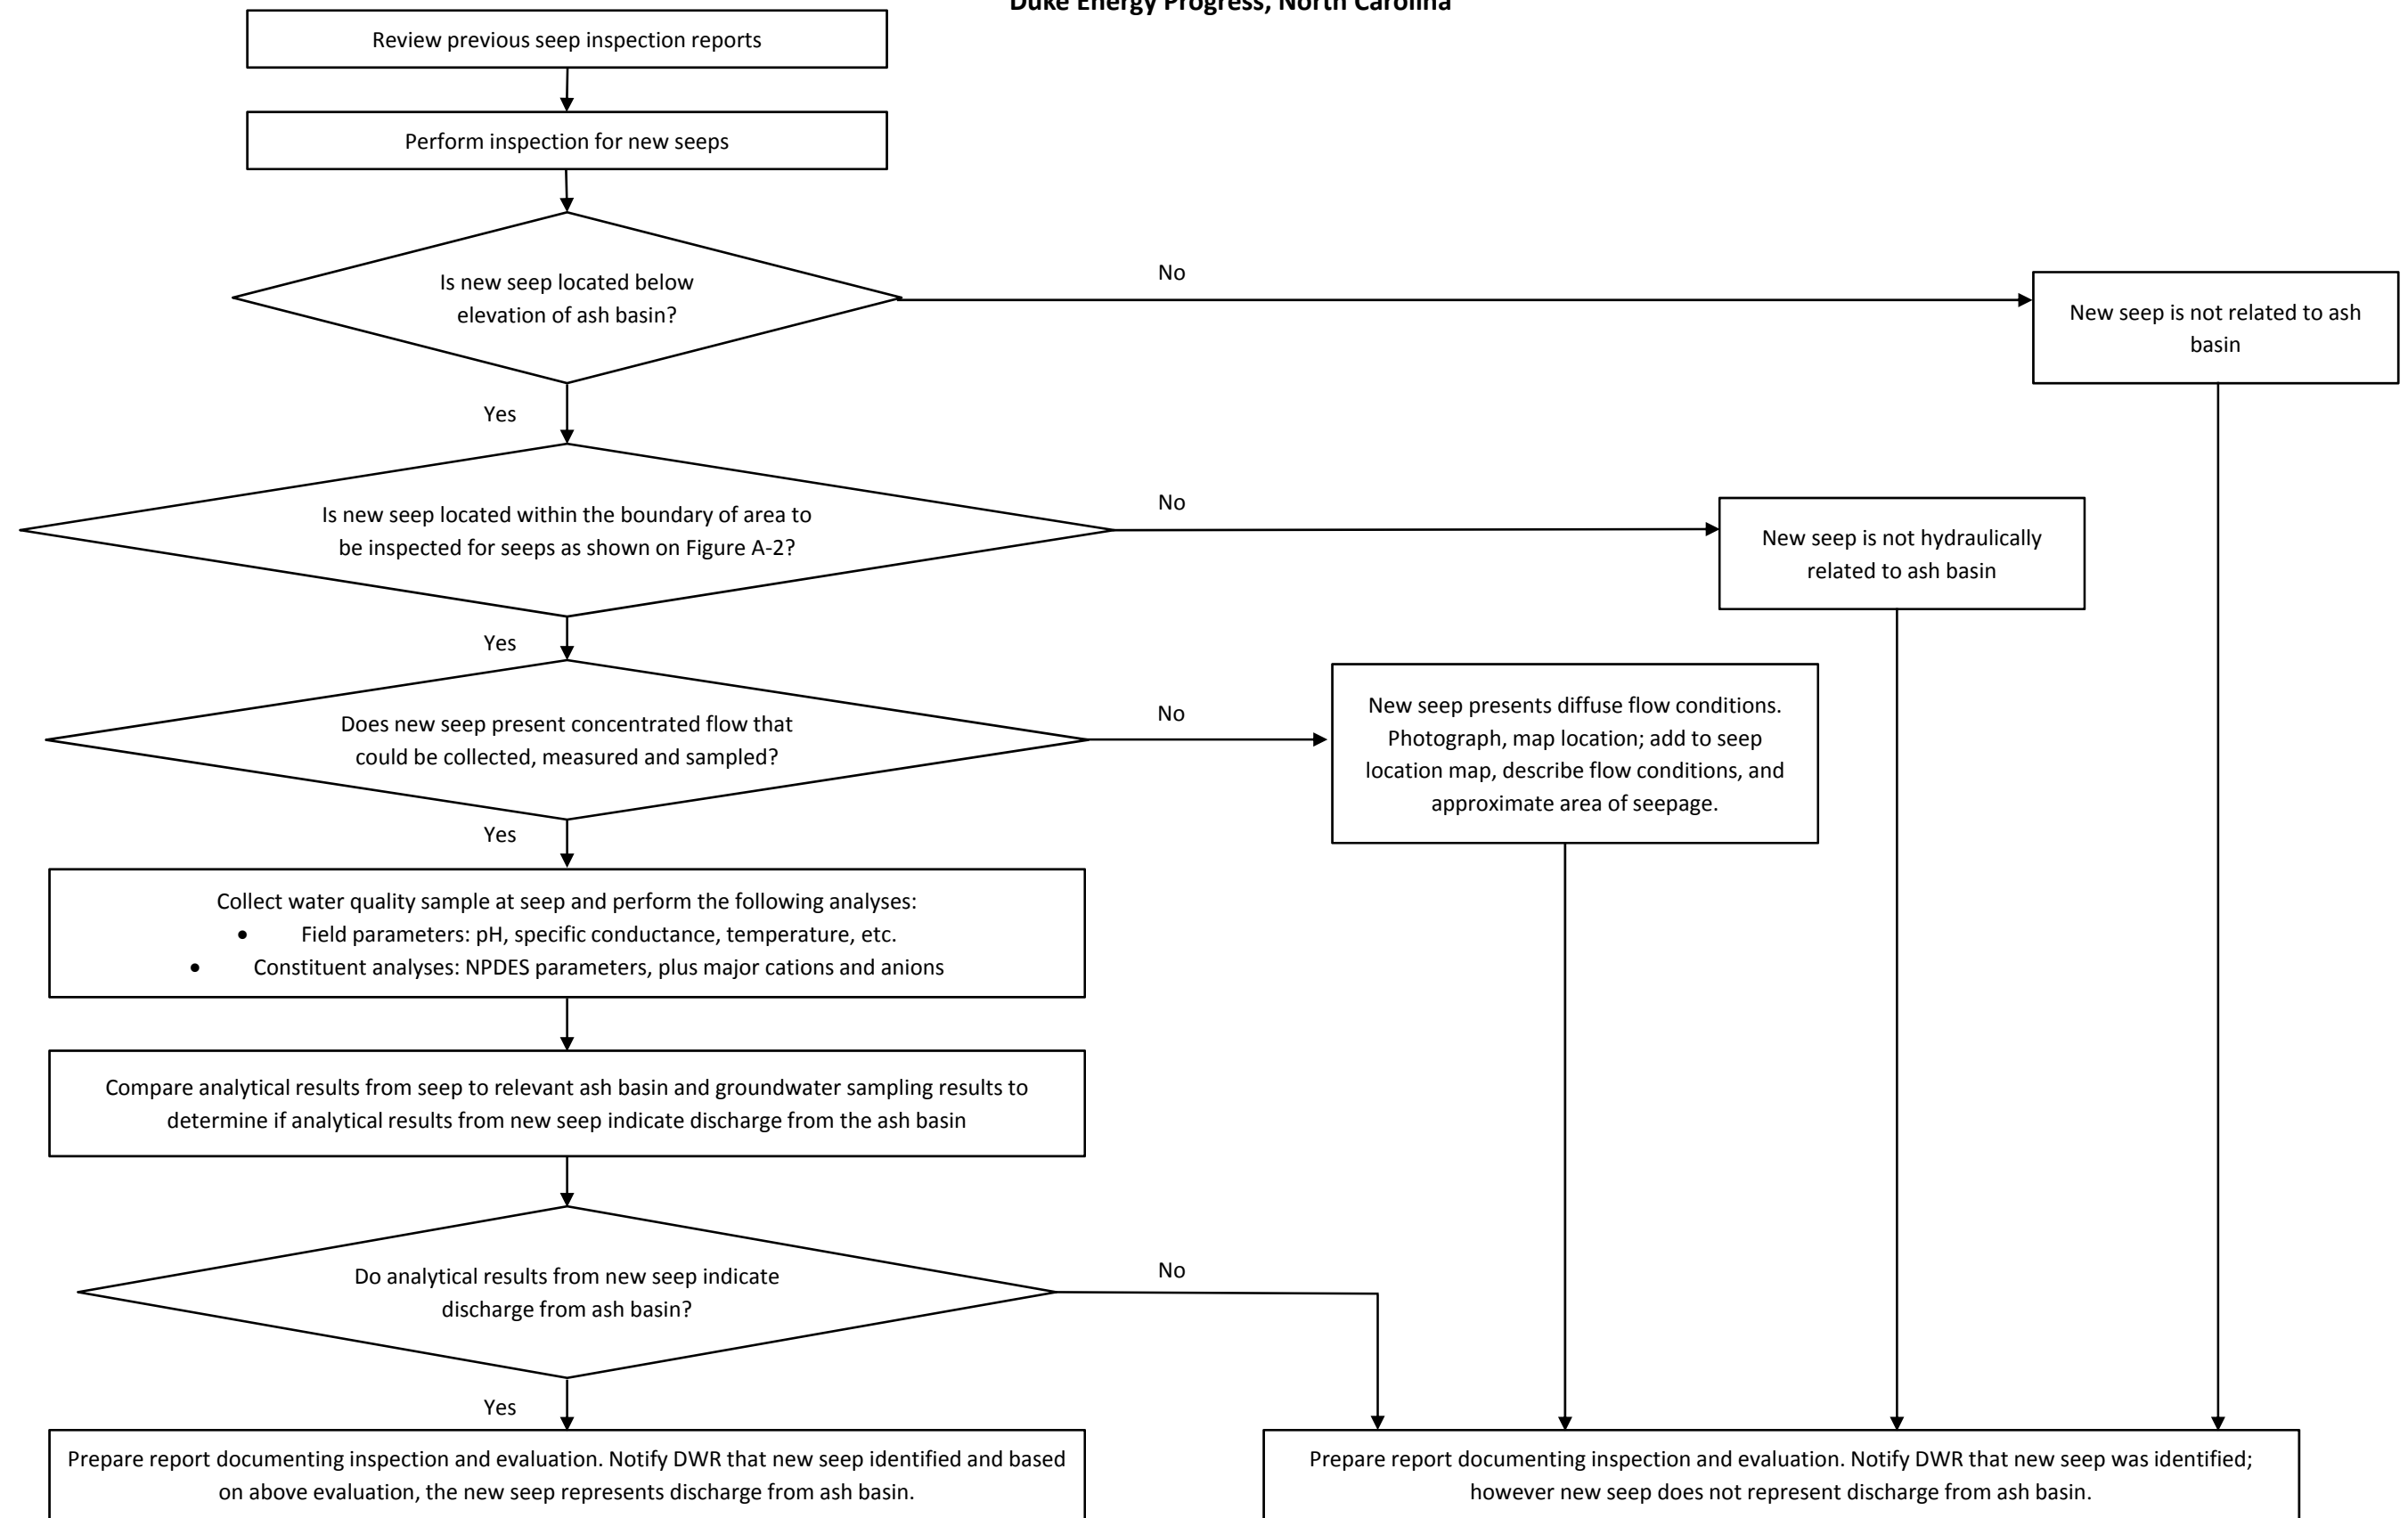 Duke Energy Progress, North Carolina
Review previous seep inspection reports
Perform inspection for new seeps
Is new seep located below
elevation of ash basin?
No
New seep is not related to ash
basin
Yes
Is new seep located within the boundary of area to
be inspected for seeps as shown on Figure A-2?
No
New seep is not hydraulically
related to ash basin
Yes
Does new seep present concentrated flow that
could be collected, measured and sampled?
No
New seep presents diffuse flow conditions.
Photograph, map location; add to seep
location map, describe flow conditions, and
approximate area of seepage.
Yes
Collect water quality sample at seep and perform the following analyses:
• Field parameters: pH, specific conductance, temperature, etc.
• Constituent analyses: NPDES parameters, plus major cations and anions
Compare analytical results from seep to relevant ash basin and groundwater sampling results to
determine if analytical results from new seep indicate discharge from the ash basin
Do analytical results from new seep indicate
discharge from ash basin?
No
Yes
Prepare report documenting inspection and evaluation. Notify DWR that new seep identified and based
on above evaluation, the new seep represents discharge from ash basin.
Prepare report documenting inspection and evaluation. Notify DWR that new seep was identified;
however new seep does not represent discharge from ash basin.